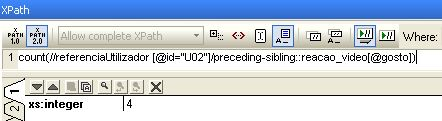 XPath
XPATH 1.0 XPATH 2.0 Allow complete XPath Where:
1 count(//referenciaUtilizador [@id="U02"]/preceding-sibling::reacao_video[@gosto])
1
xs:integer 4
2